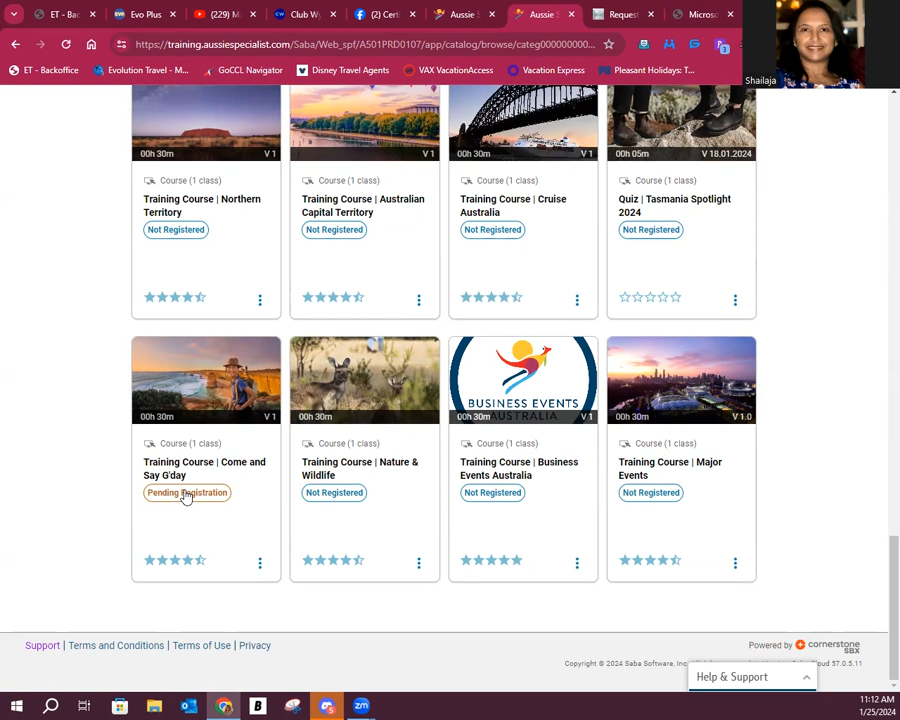 ET - Bac
Evo Plus
(229) M
Club W
(2) Cert
Aussie S
Aussie S
Request
Micros
https://training.aussiespecialist.com/Saba/Web_spf/A501PRD0107/app/catalog/browse/categ000000000...
3
ET - Backoffice
Evolution Travel - M...
GoCCL Navigator
Disney Travel Agents
VAX VacationAccess
Vacation Express
Pleasant Holidays: T...
Shailaja
00h 30m V 1
00h 30m V 1
00h 30m V 1
00h 05m V 18.01.2024
Course (1 class)
Course (1 class)
Course (1 class)
Course (1 class)
Training Course | Northern
Territory
Training Course | Australian
Capital Territory
Training Course | Cruise
Australia
Quiz | Tasmania Spotlight
2024
Not Registered
Not Registered
Not Registered
Not Registered
BUSINESS EVENTS
AUSTRALIA
00h 30m V 1
00h 30m
00h 30m V 1
00h 30m V 1.0
Course (1 class)
Course (1 class)
Course (1 class)
Course (1 class)
Training Course | Come and
Say G'day
Training Course | Nature &
Wildlife
Training Course | Business
Events Australia
Training Course | Major
Events
Pending Registration
Not Registered
Not Registered
Not Registered
Support | Terms and Conditions | Terms of Use | Privacy
Powered by cornerstone
SBX
Copyright © 2024 Saba Software, Inc.
Cloud 57.0.5.11
Help & Support
B
11:12 AM
1/25/2024